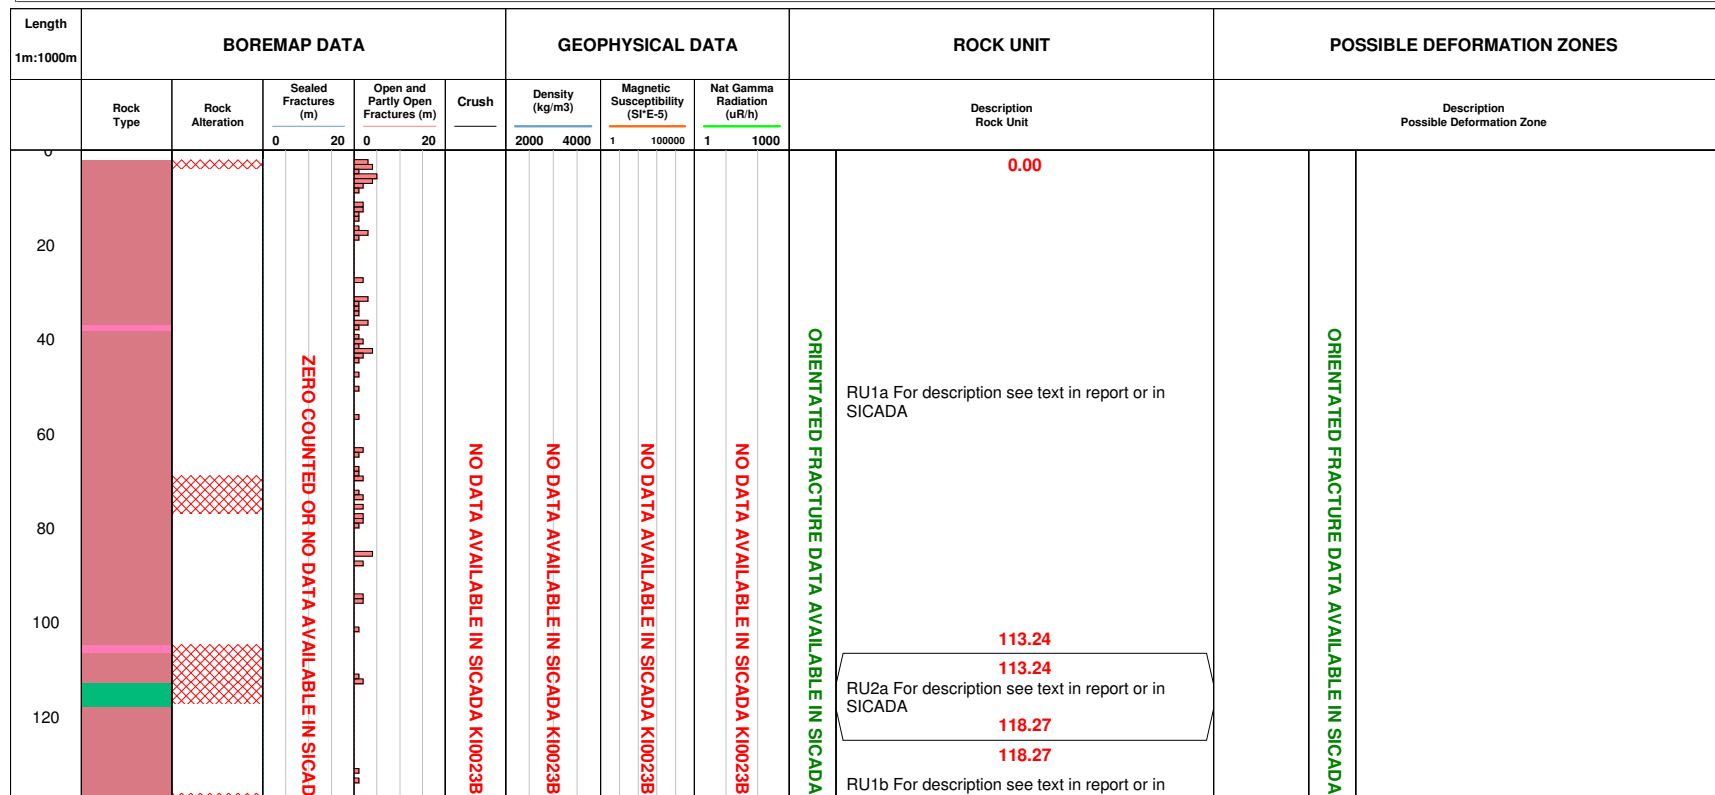 Length
1m:1000m
BOREMAP DATA
GEOPHYSICAL DATA
ROCK UNIT
POSSIBLE DEFORMATION ZONES
Rock
Type
Rock
Alteration
Sealed
Fractures
(m)
0 20
Open and
Partly Open
Fractures (m)
0 20
Crush
Density
(kg/m3)
2000 4000
Magnetic
Susceptibility
(SI*E-5)
1 100000
Nat Gamma
Radiation
(uR/h)
1 1000
Description
Rock Unit
Description
Possible Deformation Zone
0
20
40
60
80
100
120
ZERO COUNTED OR NO DATA AVAILABLE IN SICAD
NO DATA AVAILABLE IN SICADA KI0023B
NO DATA AVAILABLE IN SICADA KI0023B
NO DATA AVAILABLE IN SICADA KI0023B
NO DATA AVAILABLE IN SICADA KI0023B
ORIENTATED FRACTURE DATA AVAILABLE IN SICADA
0.00
RU1a For description see text in report or in
SICADA
113.24
113.24
RU2a For description see text in report or in
SICADA
118.27
118.27
RU1b For description see text in report or in
ORIENTATED FRACTURE DATA AVAILABLE IN SICADA